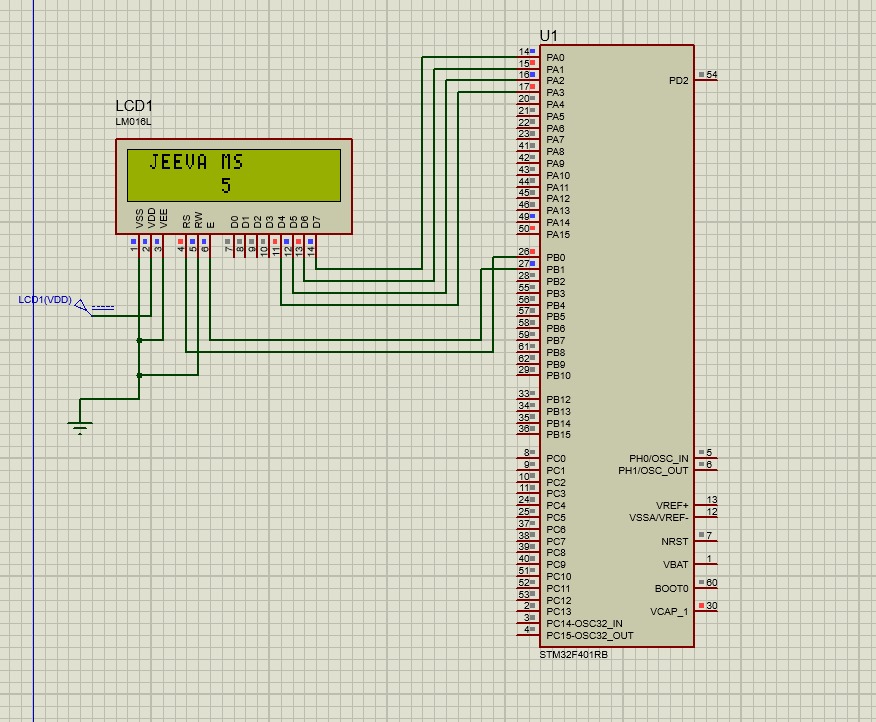 U1
LCD1
LM016L
JEEVA MS
5
VSS
VDD
VEE
RS
RW
E
D0
D1
D2
D3
D4
D5
D6
D7
1
2
3
4
5
6
7
8
9
10
11
12
13
14
LCD1(VDD)
14 PA0
15 PA1
16 PA2
17 PA3
20 PA4
21 PA5
22 PA6
23 PA7
41 PA8
42 PA9
43 PA10
44 PA11
45 PA12
46 PA13
49 PA14
50 PA15
26 PB0
27 PB1
28 PB2
55 PB3
56 PB4
57 PB5
58 PB6
59 PB7
61 PB8
62 PB9
29 PB10
33 PB12
34 PB13
35 PB14
36 PB15
8 PC0
9 PC1
10 PC2
11 PC3
24 PC4
25 PC5
37 PC6
38 PC7
39 PC8
40 PC9
51 PC10
52 PC11
53 PC12
2 PC13
3 PC14-OSC32_IN
4 PC15-OSC32_OUT
PD2 54
PH0/OSC_IN 5
PH1/OSC_OUT 6
VREF+ 13
VSSA/VREF- 12
NRST 7
VBAT 1
BOOT0 60
VCAP_1 30
STM32F401RB